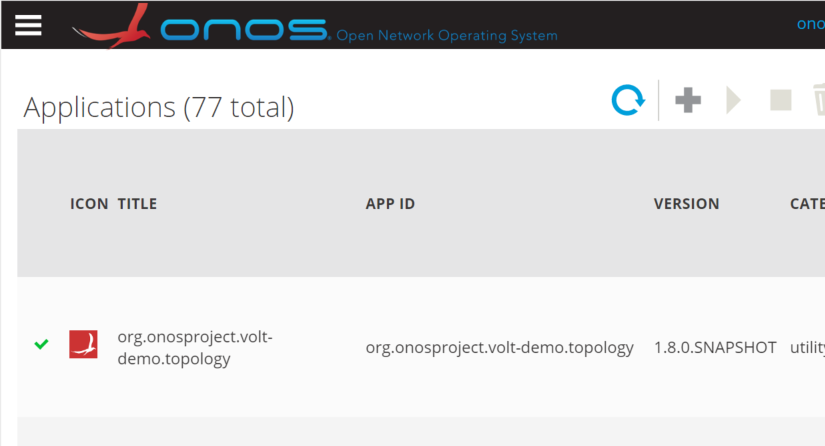 onos Open Network Operating System
ono
Applications (77 total)
ICON TITLE APP ID VERSION CATE
org.onosproject.volt-
demo.topology
org.onosproject.volt-demo.topology 1.8.0.SNAPSHOT utility